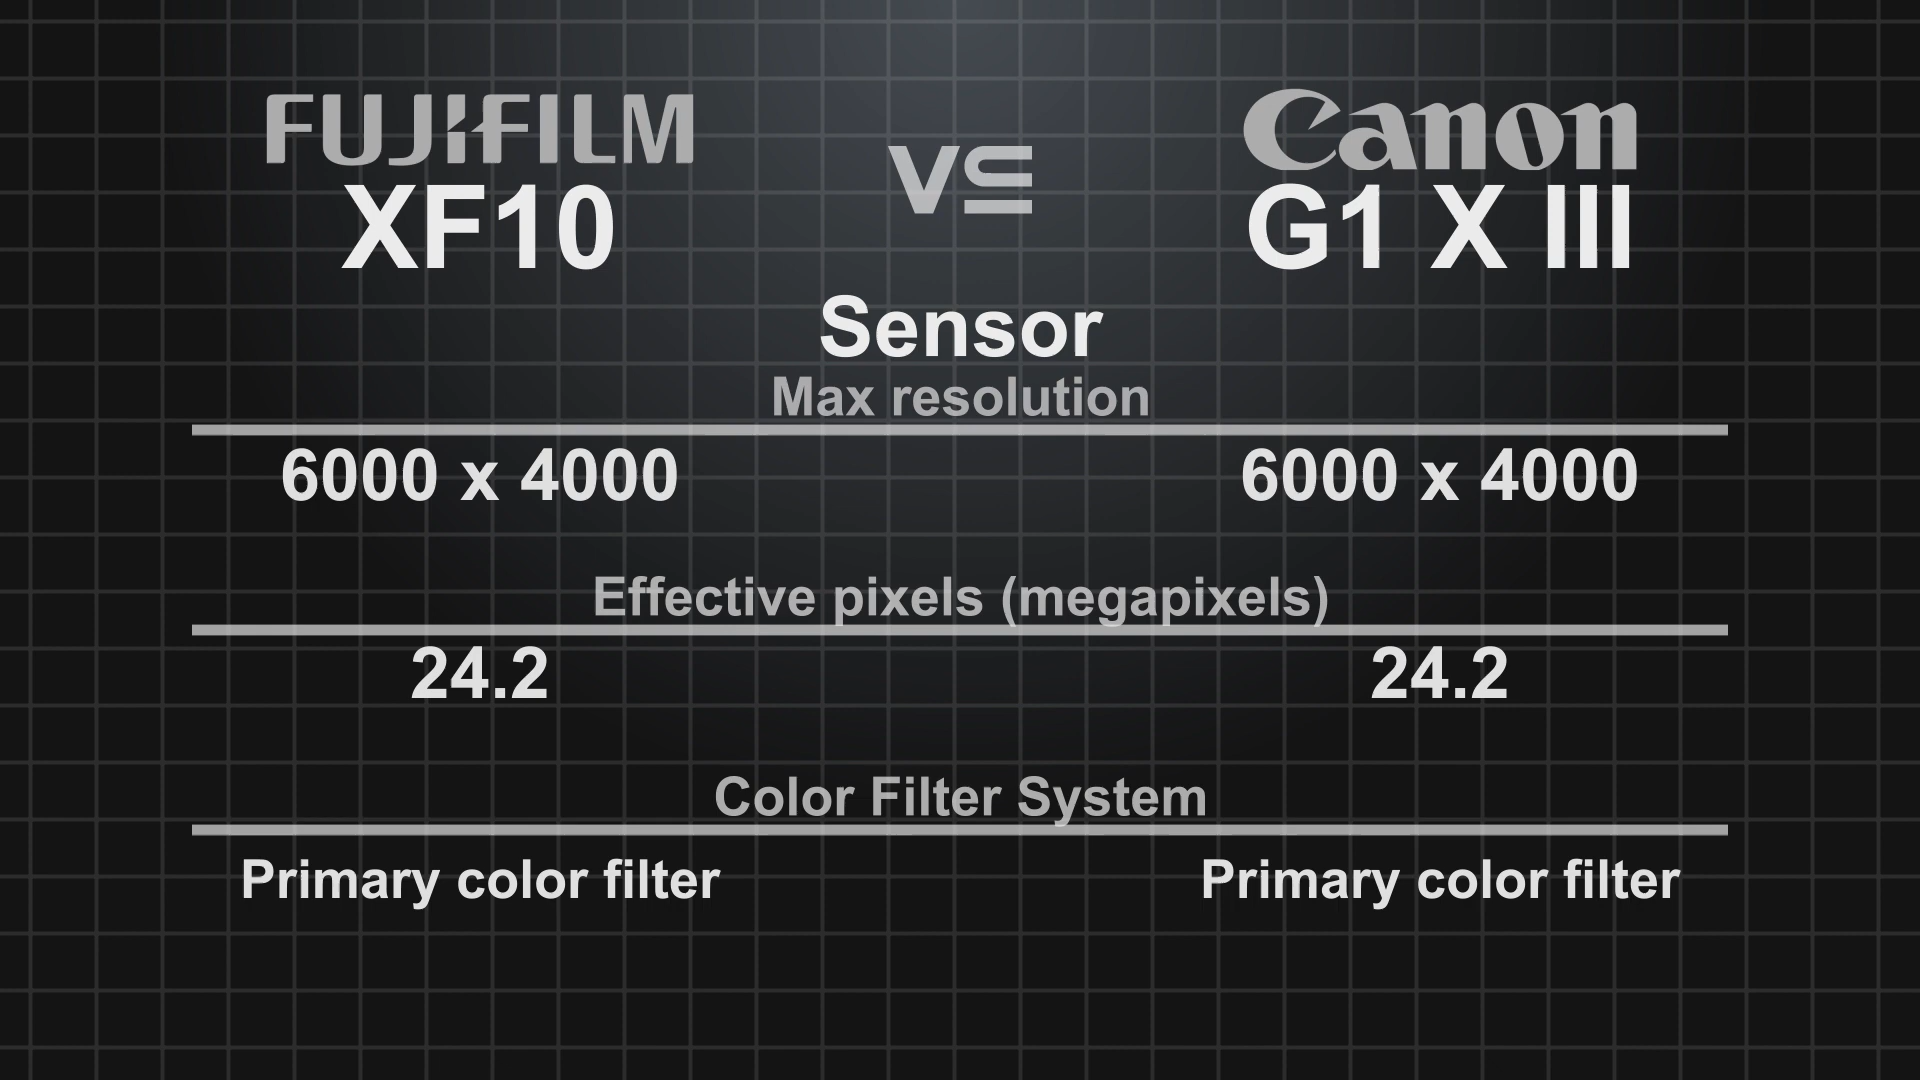 FUJIFILM
XF10
VS
Canon
G1 X III
Sensor
Max resolution
6000 x 4000
6000 x 4000
Effective pixels (megapixels)
24.2
24.2
Color Filter System
Primary color filter
Primary color filter